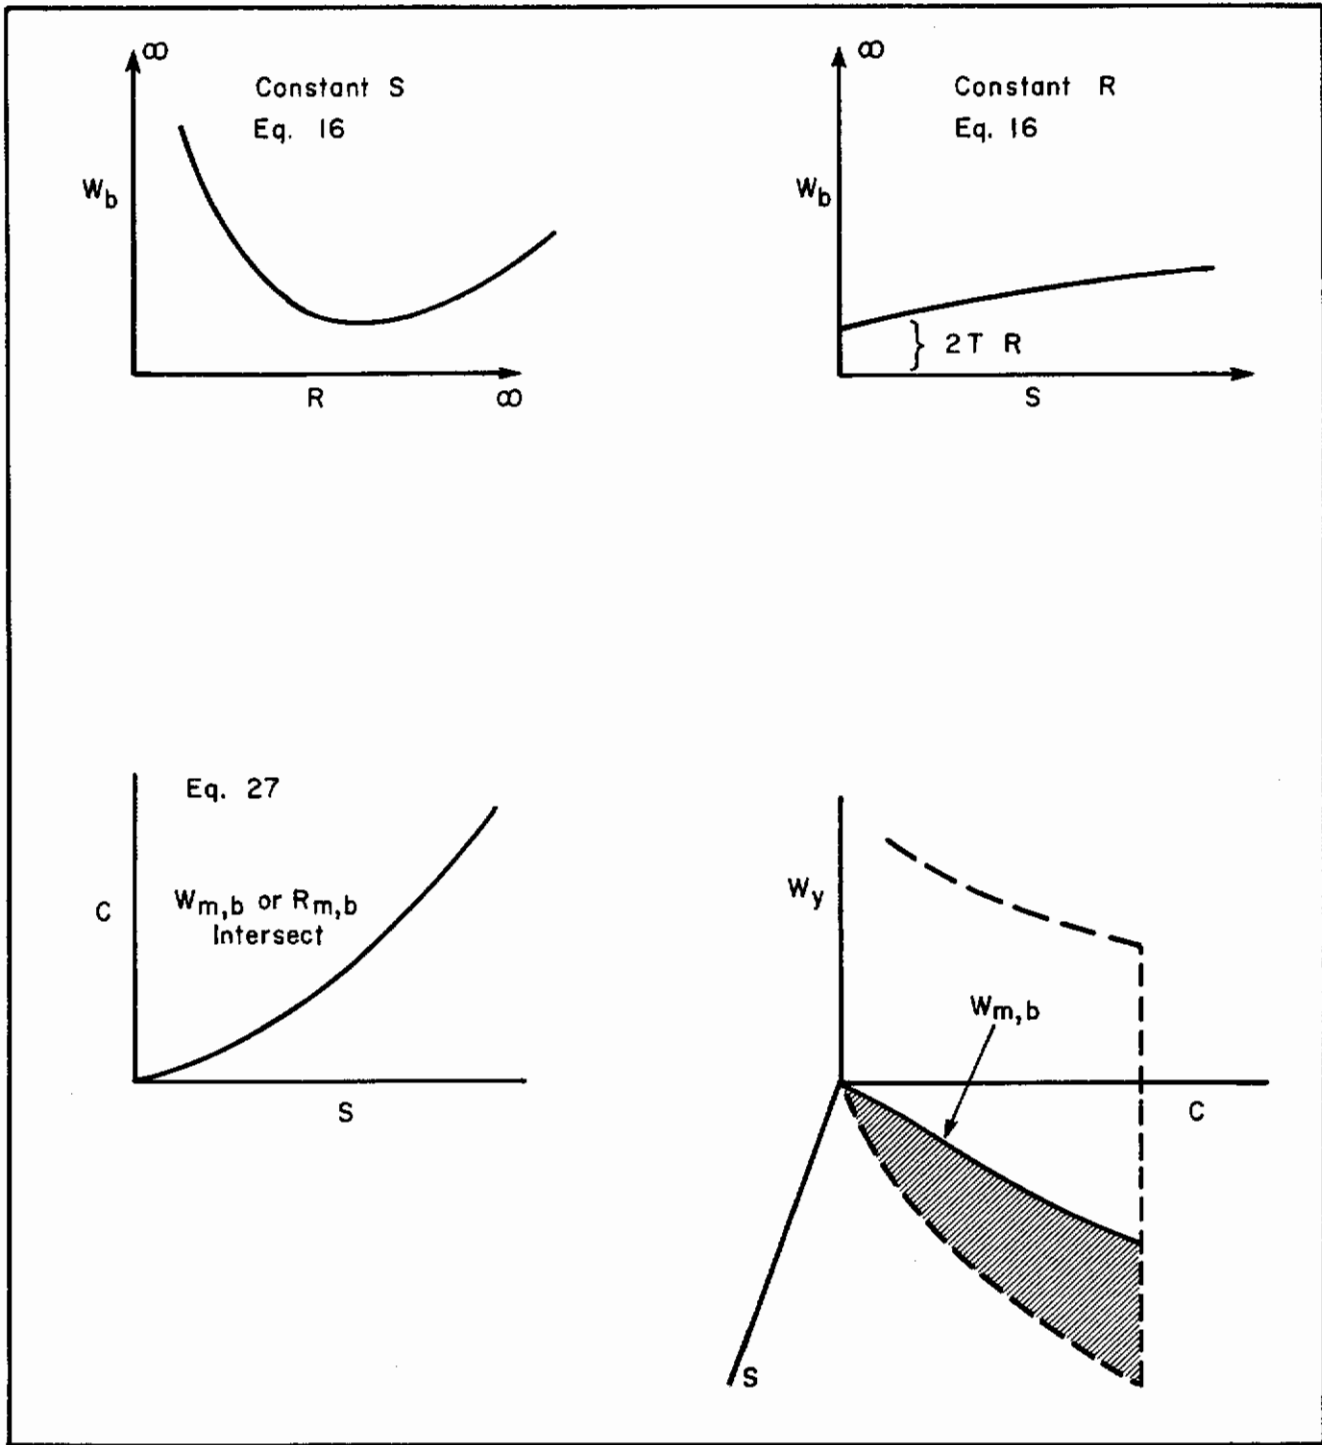 ∞
Constant S
Eq. 16
W_b
R
∞
∞
Constant R
Eq. 16
W_b
} 2T R
S
Eq. 27
W_m,b or R_m,b
Intersect
C
S
W_y
W_m,b
C
S